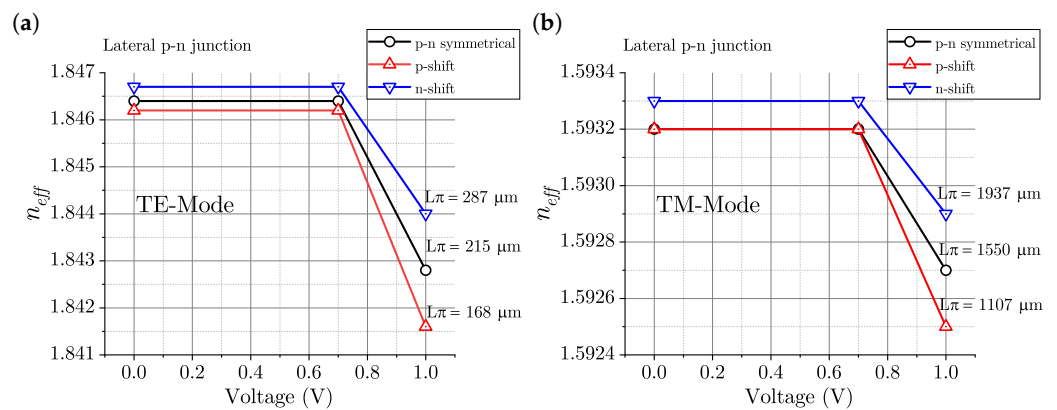 (a)
Lateral p-n junction
p-n symmetrical
p-shift
n-shift
1.847
1.846
1.845
1.844
1.843
1.842
1.841
n_eff
TE-Mode
Lπ = 287 µm
Lπ = 215 µm
Lπ = 168 µm
0.0 0.2 0.4 0.6 0.8 1.0
Voltage (V)
(b)
Lateral p-n junction
p-n symmetrical
p-shift
n-shift
1.5934
1.5932
1.5930
1.5928
1.5926
1.5924
n_eff
TM-Mode
Lπ = 1937 µm
Lπ = 1550 µm
Lπ = 1107 µm
0.0 0.2 0.4 0.6 0.8 1.0
Voltage (V)